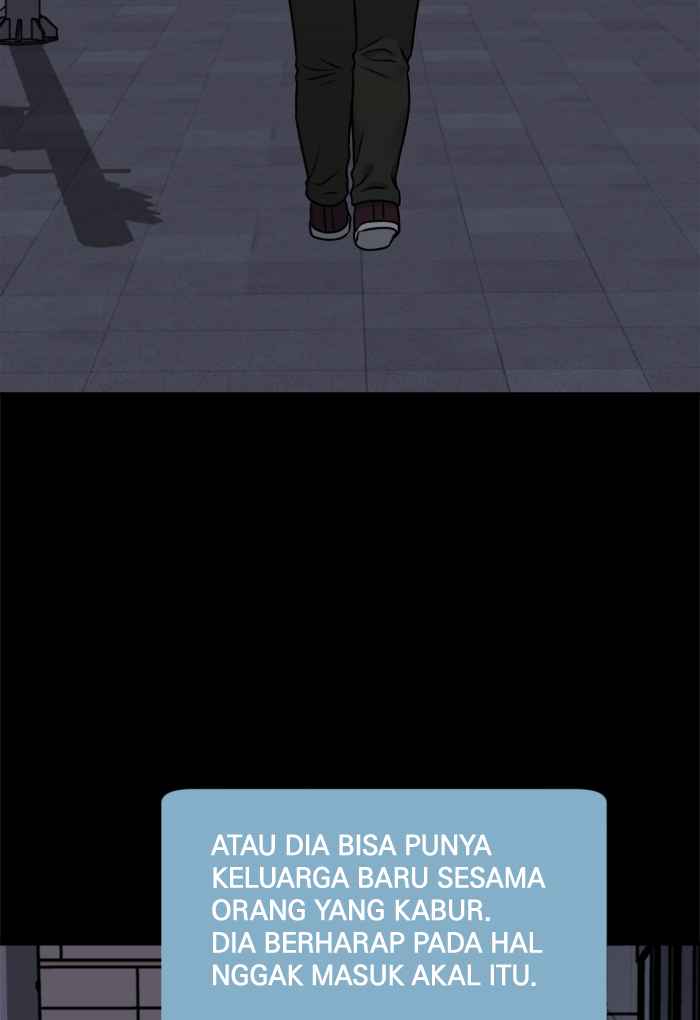 ATAU DIA BISA PUNYA
KELUARGA BARU SESAMA
ORANG YANG KABUR.
DIA BERHARAP PADA HAL
NGGAK MASUK AKAL ITU.